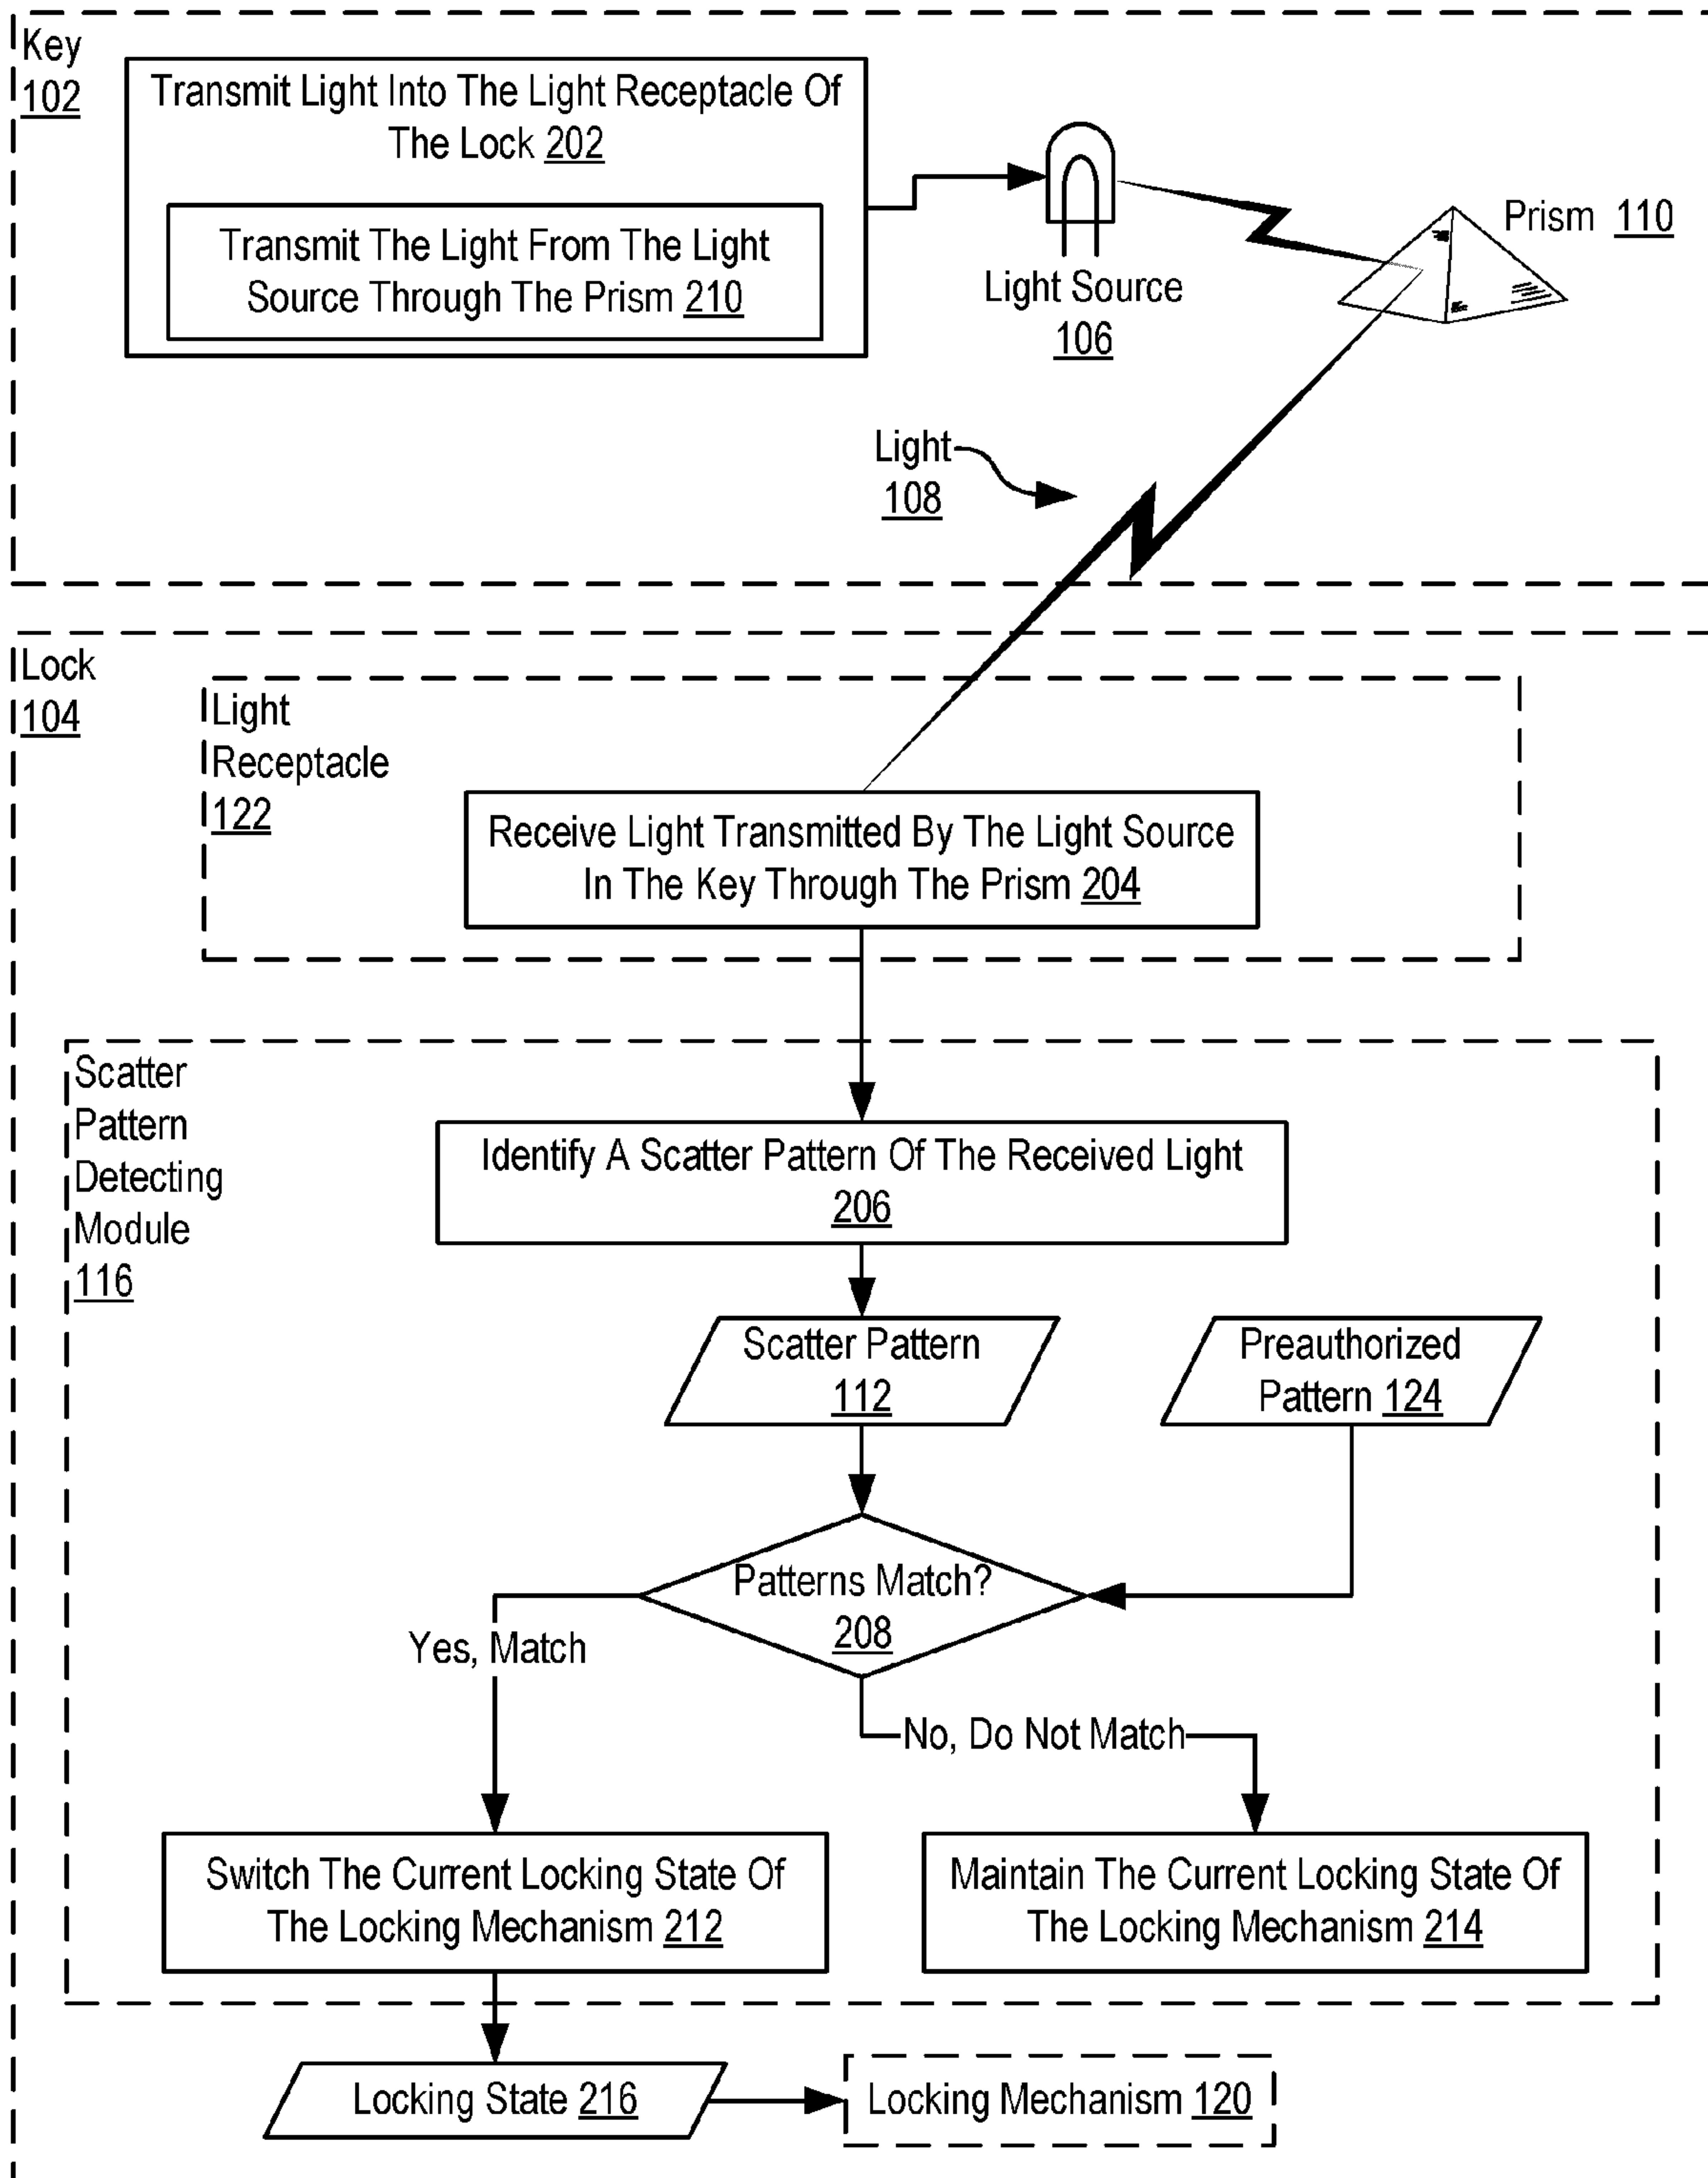 Key
102
Transmit Light Into The Light Receptacle Of
The Lock 202
Transmit The Light From The Light
Source Through The Prism 210
Light Source
106
Prism 110
Light
108
Lock
104
Light
Receptacle
122
Receive Light Transmitted By The Light Source
In The Key Through The Prism 204
Scatter
Pattern
Detecting
Module
116
Identify A Scatter Pattern Of The Received Light
206
Scatter Pattern
112
Preauthorized
Pattern 124
Patterns Match?
208
Yes, Match
No, Do Not Match
Switch The Current Locking State Of
The Locking Mechanism 212
Maintain The Current Locking State Of
The Locking Mechanism 214
Locking State 216
Locking Mechanism 120